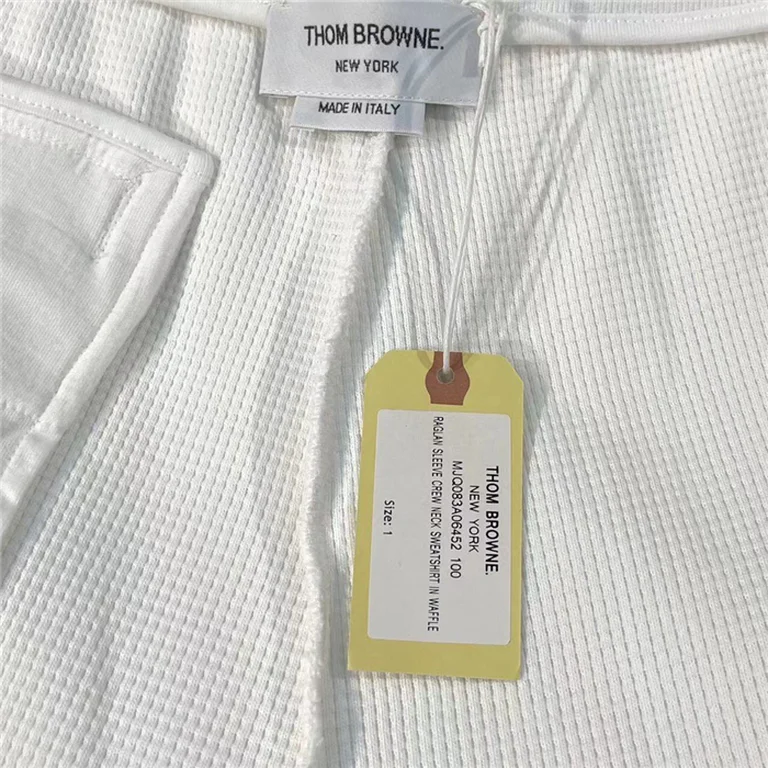 THOM BROWNE.
NEW YORK
MADE IN ITALY
THOM BROWNE.
NEW YORK
MJQ083A06452 100
RAGLAN SLEEVE CREW NECK SWEATSHIRT IN WAFFLE
Size: 1